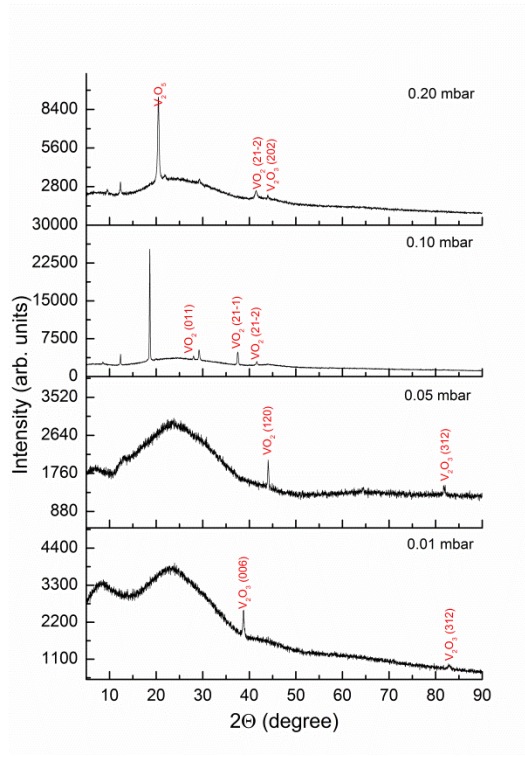 0.20 mbar
V₂O₅
VO₂ (21-2)
V₂O₃ (202)
8400
5600
2800
30000
0.10 mbar
22500
15000
7500
0
VO₂ (011)
VO₂ (21-1)
VO₂ (21-2)
0.05 mbar
3520
2640
1760
880
VO₂ (120)
V₂O₃ (312)
0.01 mbar
4400
3300
2200
1100
V₂O₃ (006)
V₂O₃ (312)
10 20 30 40 50 60 70 80 90
2Θ (degree)
Intensity (arb. units)